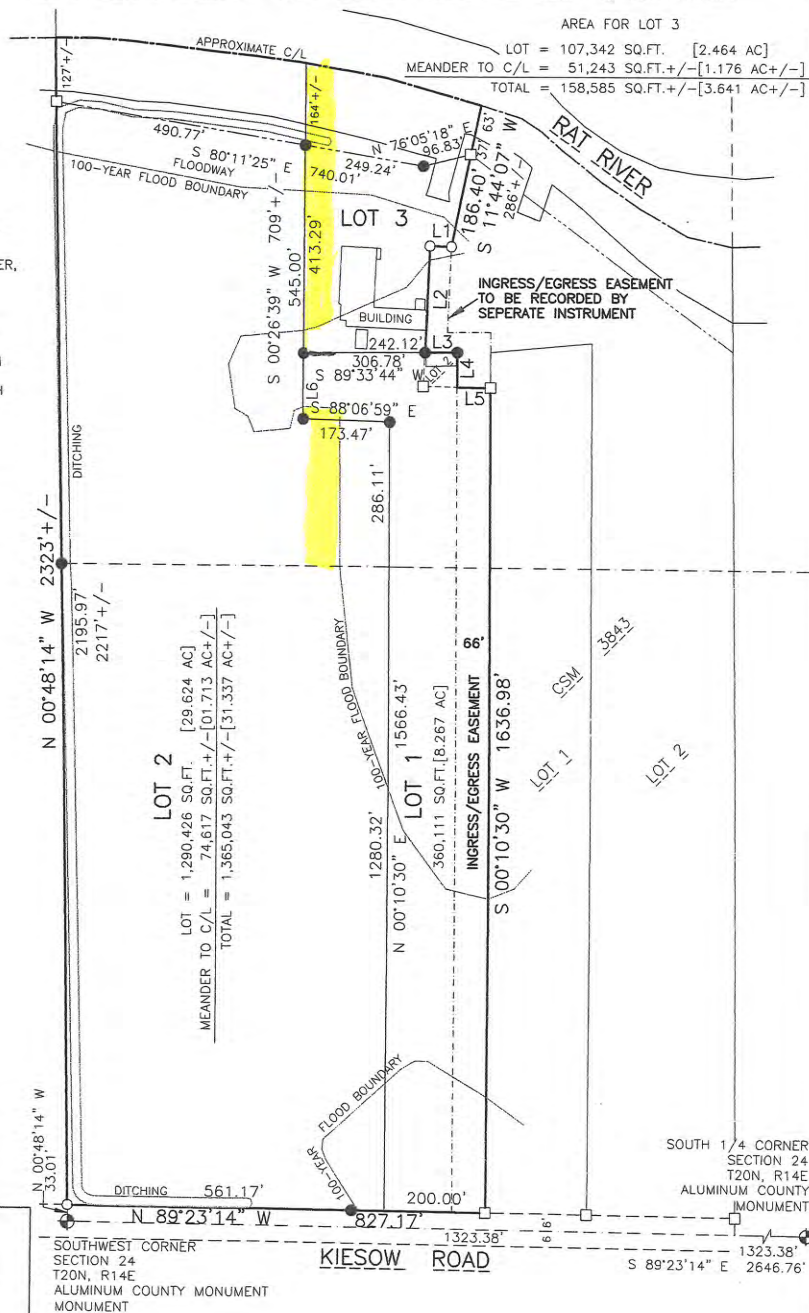 AREA FOR LOT 3
LOT = 107,342 SQ.FT. [2.464 AC]
MEANDER TO C/L = 51,243 SQ.FT.+/-[1.176 AC+/-]
TOTAL = 158,585 SQ.FT.+/-[3.641 AC+/-]
APPROXIMATE C/L
127'+/-
164'+/-
RAT RIVER
490.77'
S 80°11'25" E
740.01'
249.24'
N 76°05'18" E
96.83'
37'
63'
FLOODWAY
100-YEAR FLOOD BOUNDARY
LOT 3
186.40'
S 11°44'07" W
286'+/-
S 00°26'39" W 709'+/-
545.00'
413.29'
L1
L2
INGRESS/EGRESS EASEMENT
TO BE RECORDED BY
SEPERATE INSTRUMENT
BUILDING
242.12'
L3
306.78'
S 89°33'44" W
LOT 2
L4
L5
L6
S 88°06'59" E
173.47'
286.11'
DITCHING
N 00°48'14" W 2323'+/-
2195.97'
2217'+/-
LOT 2
LOT = 1,290,426 SQ.FT. [29.624 AC]
MEANDER TO C/L = 74,617 SQ.FT.+/-[01.713 AC+/-]
TOTAL = 1,365,043 SQ.FT.+/-[31.337 AC+/-]
100-YEAR FLOOD BOUNDARY
1280.32'
N 00°10'30" E 1566.43'
LOT 1
360,111 SQ.FT.[8.267 AC]
66'
INGRESS/EGRESS EASEMENT
S 00°10'30" W 1636.98'
CSM 3843
LOT 1
LOT 2
100-YEAR FLOOD BOUNDARY
N 00°48'14" W
33.01'
DITCHING
561.17'
200.00'
N 89°23'14" W 827.17'
SOUTH 1/4 CORNER
SECTION 24
T20N, R14E
ALUMINUM COUNTY
MONUMENT
1323.38'
1323.38'
S 89°23'14" E 2646.76'
KIESOW ROAD
SOUTHWEST CORNER
SECTION 24
T20N, R14E
ALUMINUM COUNTY MONUMENT
MONUMENT